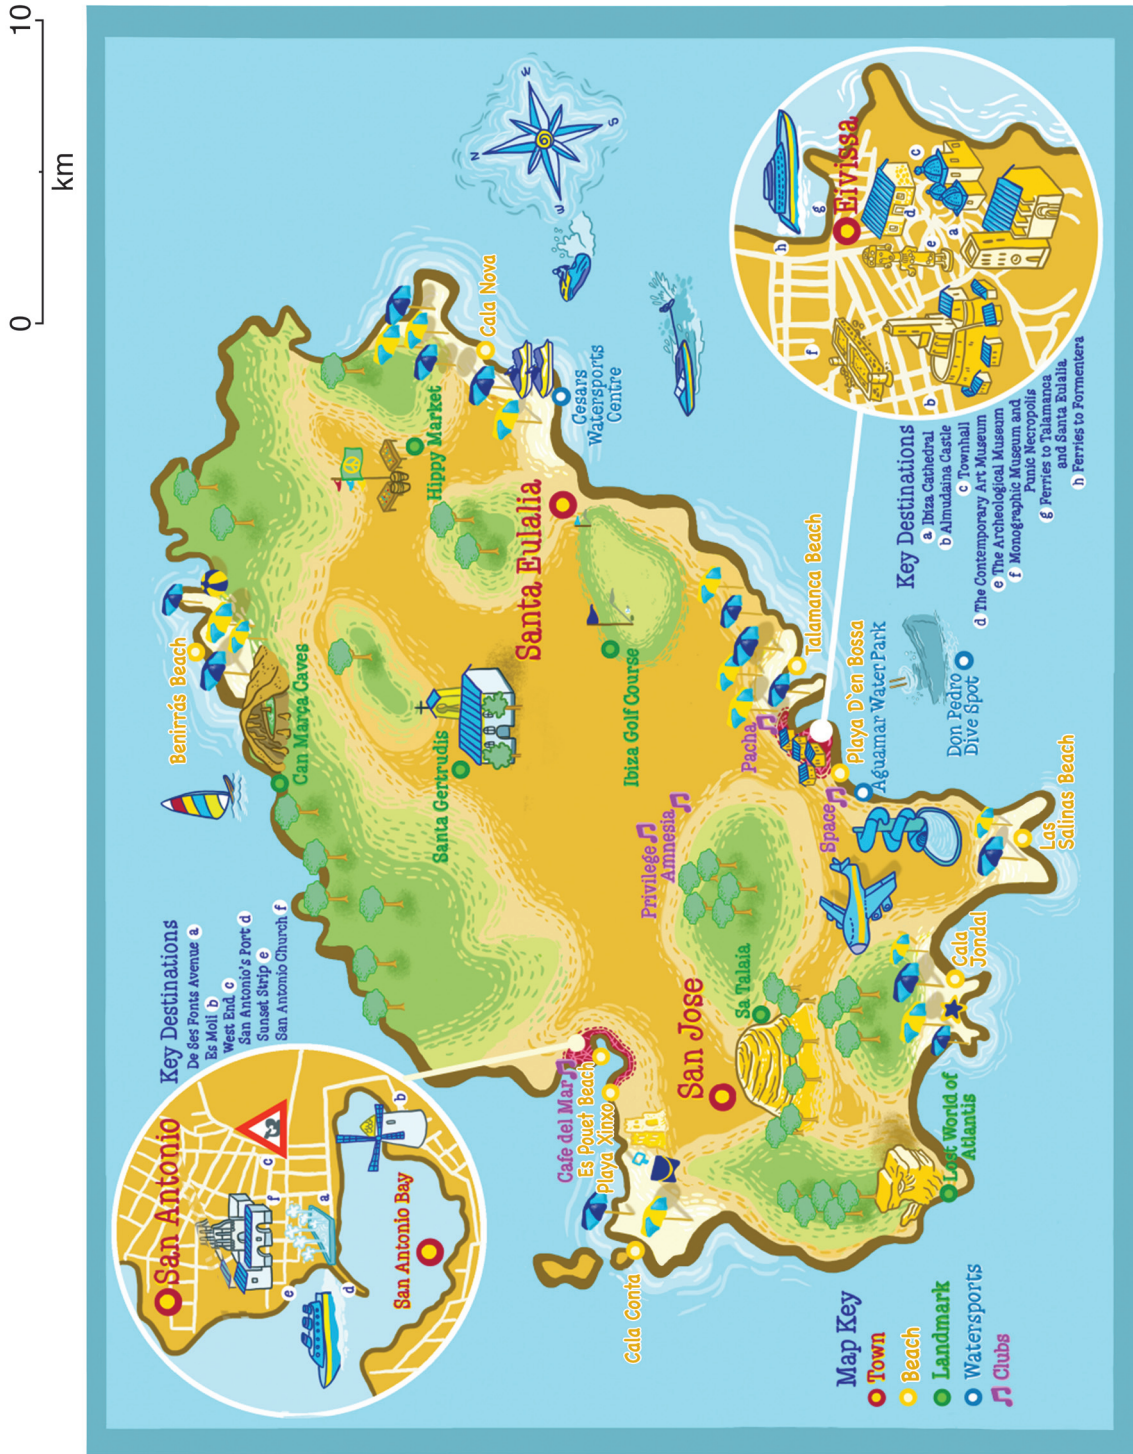 0
10
km
San Antonio
San Antonio Bay
a
b
c
d
e
f
Key Destinations
De Ses Fonts Avenue a
Es Moli b
West End c
San Antonio's Port d
Sunset Strip e
San Antonio Church f
Benirrás Beach
Can Marca Caves
Hippy Market
Cala Nova
Cesars
Watersports
Centre
N
E
S
W
Santa Gertrudis
Santa Eulalia
Ibiza Golf Course
Cafe del Mar
Es Pouet Beach
Playa Xinxo
Cala Conta
San Jose
Sa Talaia
Privilege
Amnesia
Pacha
Space
Talamanca Beach
Playa D`en Bossa
Aguamar Water Park
Don Pedro
Dive Spot
Las
Salinas Beach
Cala
Jondal
Lost World of
Atlantis
Eivissa
a
b
c
d
e
f
g
h
Key Destinations
a Ibiza Cathedral
b Almudaina Castle
c Townhall
d The Contemporary Art Museum
e The Archeological Museum
f Monographic Museum and
Punic Necropolis
g Ferries to Talamanca
and Santa Eulalia
h Ferries to Formentera
Map Key
Town
Beach
Landmark
Watersports
Clubs